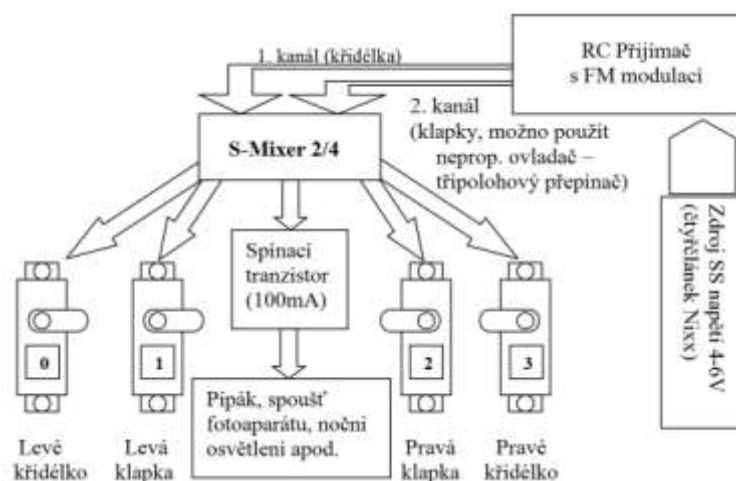 1. kanál (křidélka)
RC Přijímač
s FM modulací
2. kanál
(klapky, možno použít
neprop. ovladač –
třípolohový přepínač)
S-Mixer 2/4
Zdroj SS napětí 4-6V
(čtyřčlánek Nixx)
Spínací
tranzistor
(100mA)
0
1
2
3
Pípák, spoušť
fotoaparátu, noční
osvětlení apod.
Levé
křidélko
Levá
klapka
Pravá
klapka
Pravé
křidélko